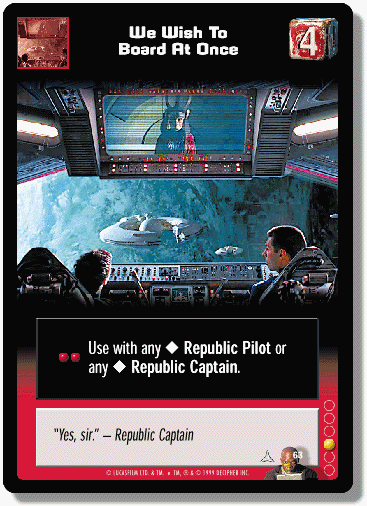 We Wish To
Board At Once
4
Use with any ◆ Republic Pilot or
any ◆ Republic Captain.
"Yes, sir." – Republic Captain
63
© LUCASFILM LTD. & TM. ● TM, ® & © 1999 DECIPHER INC.